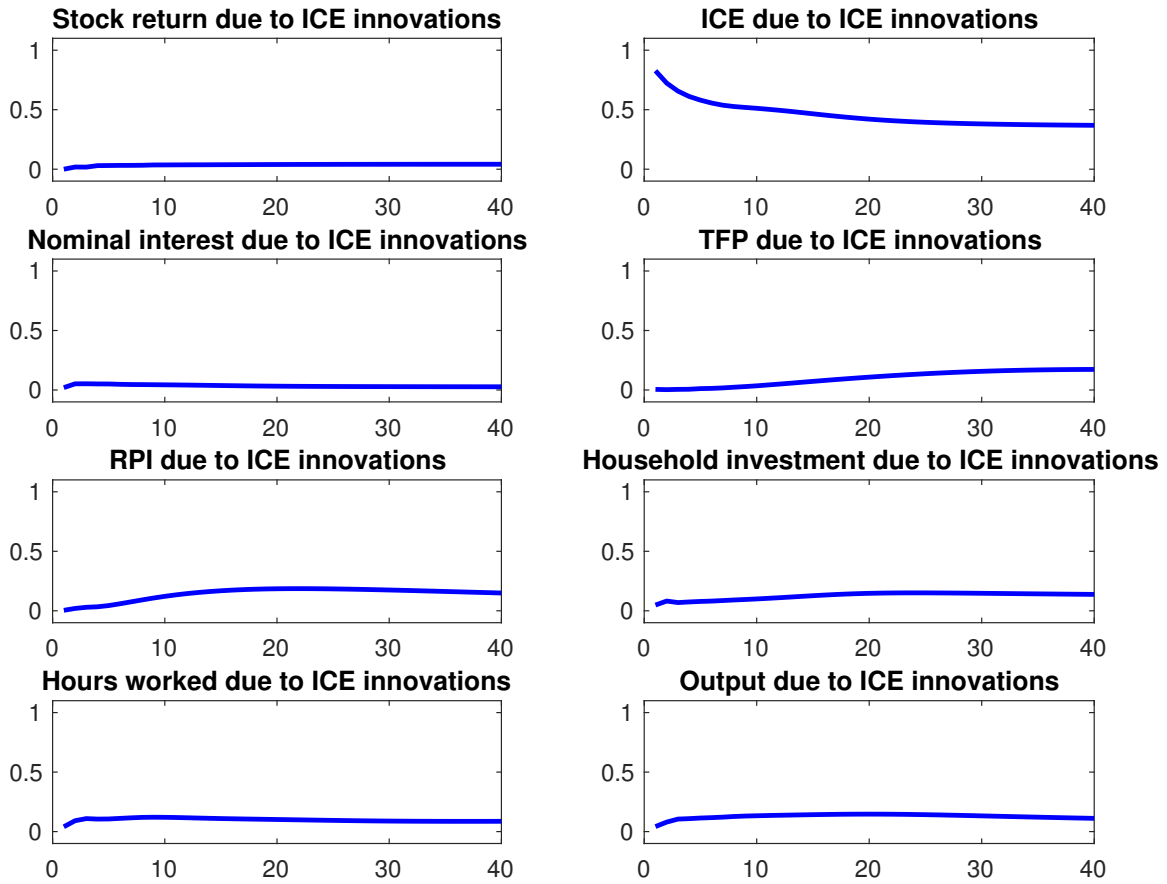 Stock return due to ICE innovations
1
0.5
0
0 10 20 30 40
ICE due to ICE innovations
1
0.5
0
0 10 20 30 40
Nominal interest due to ICE innovations
1
0.5
0
0 10 20 30 40
TFP due to ICE innovations
1
0.5
0
0 10 20 30 40
RPI due to ICE innovations
1
0.5
0
0 10 20 30 40
Household investment due to ICE innovations
1
0.5
0
0 10 20 30 40
Hours worked due to ICE innovations
1
0.5
0
0 10 20 30 40
Output due to ICE innovations
1
0.5
0
0 10 20 30 40